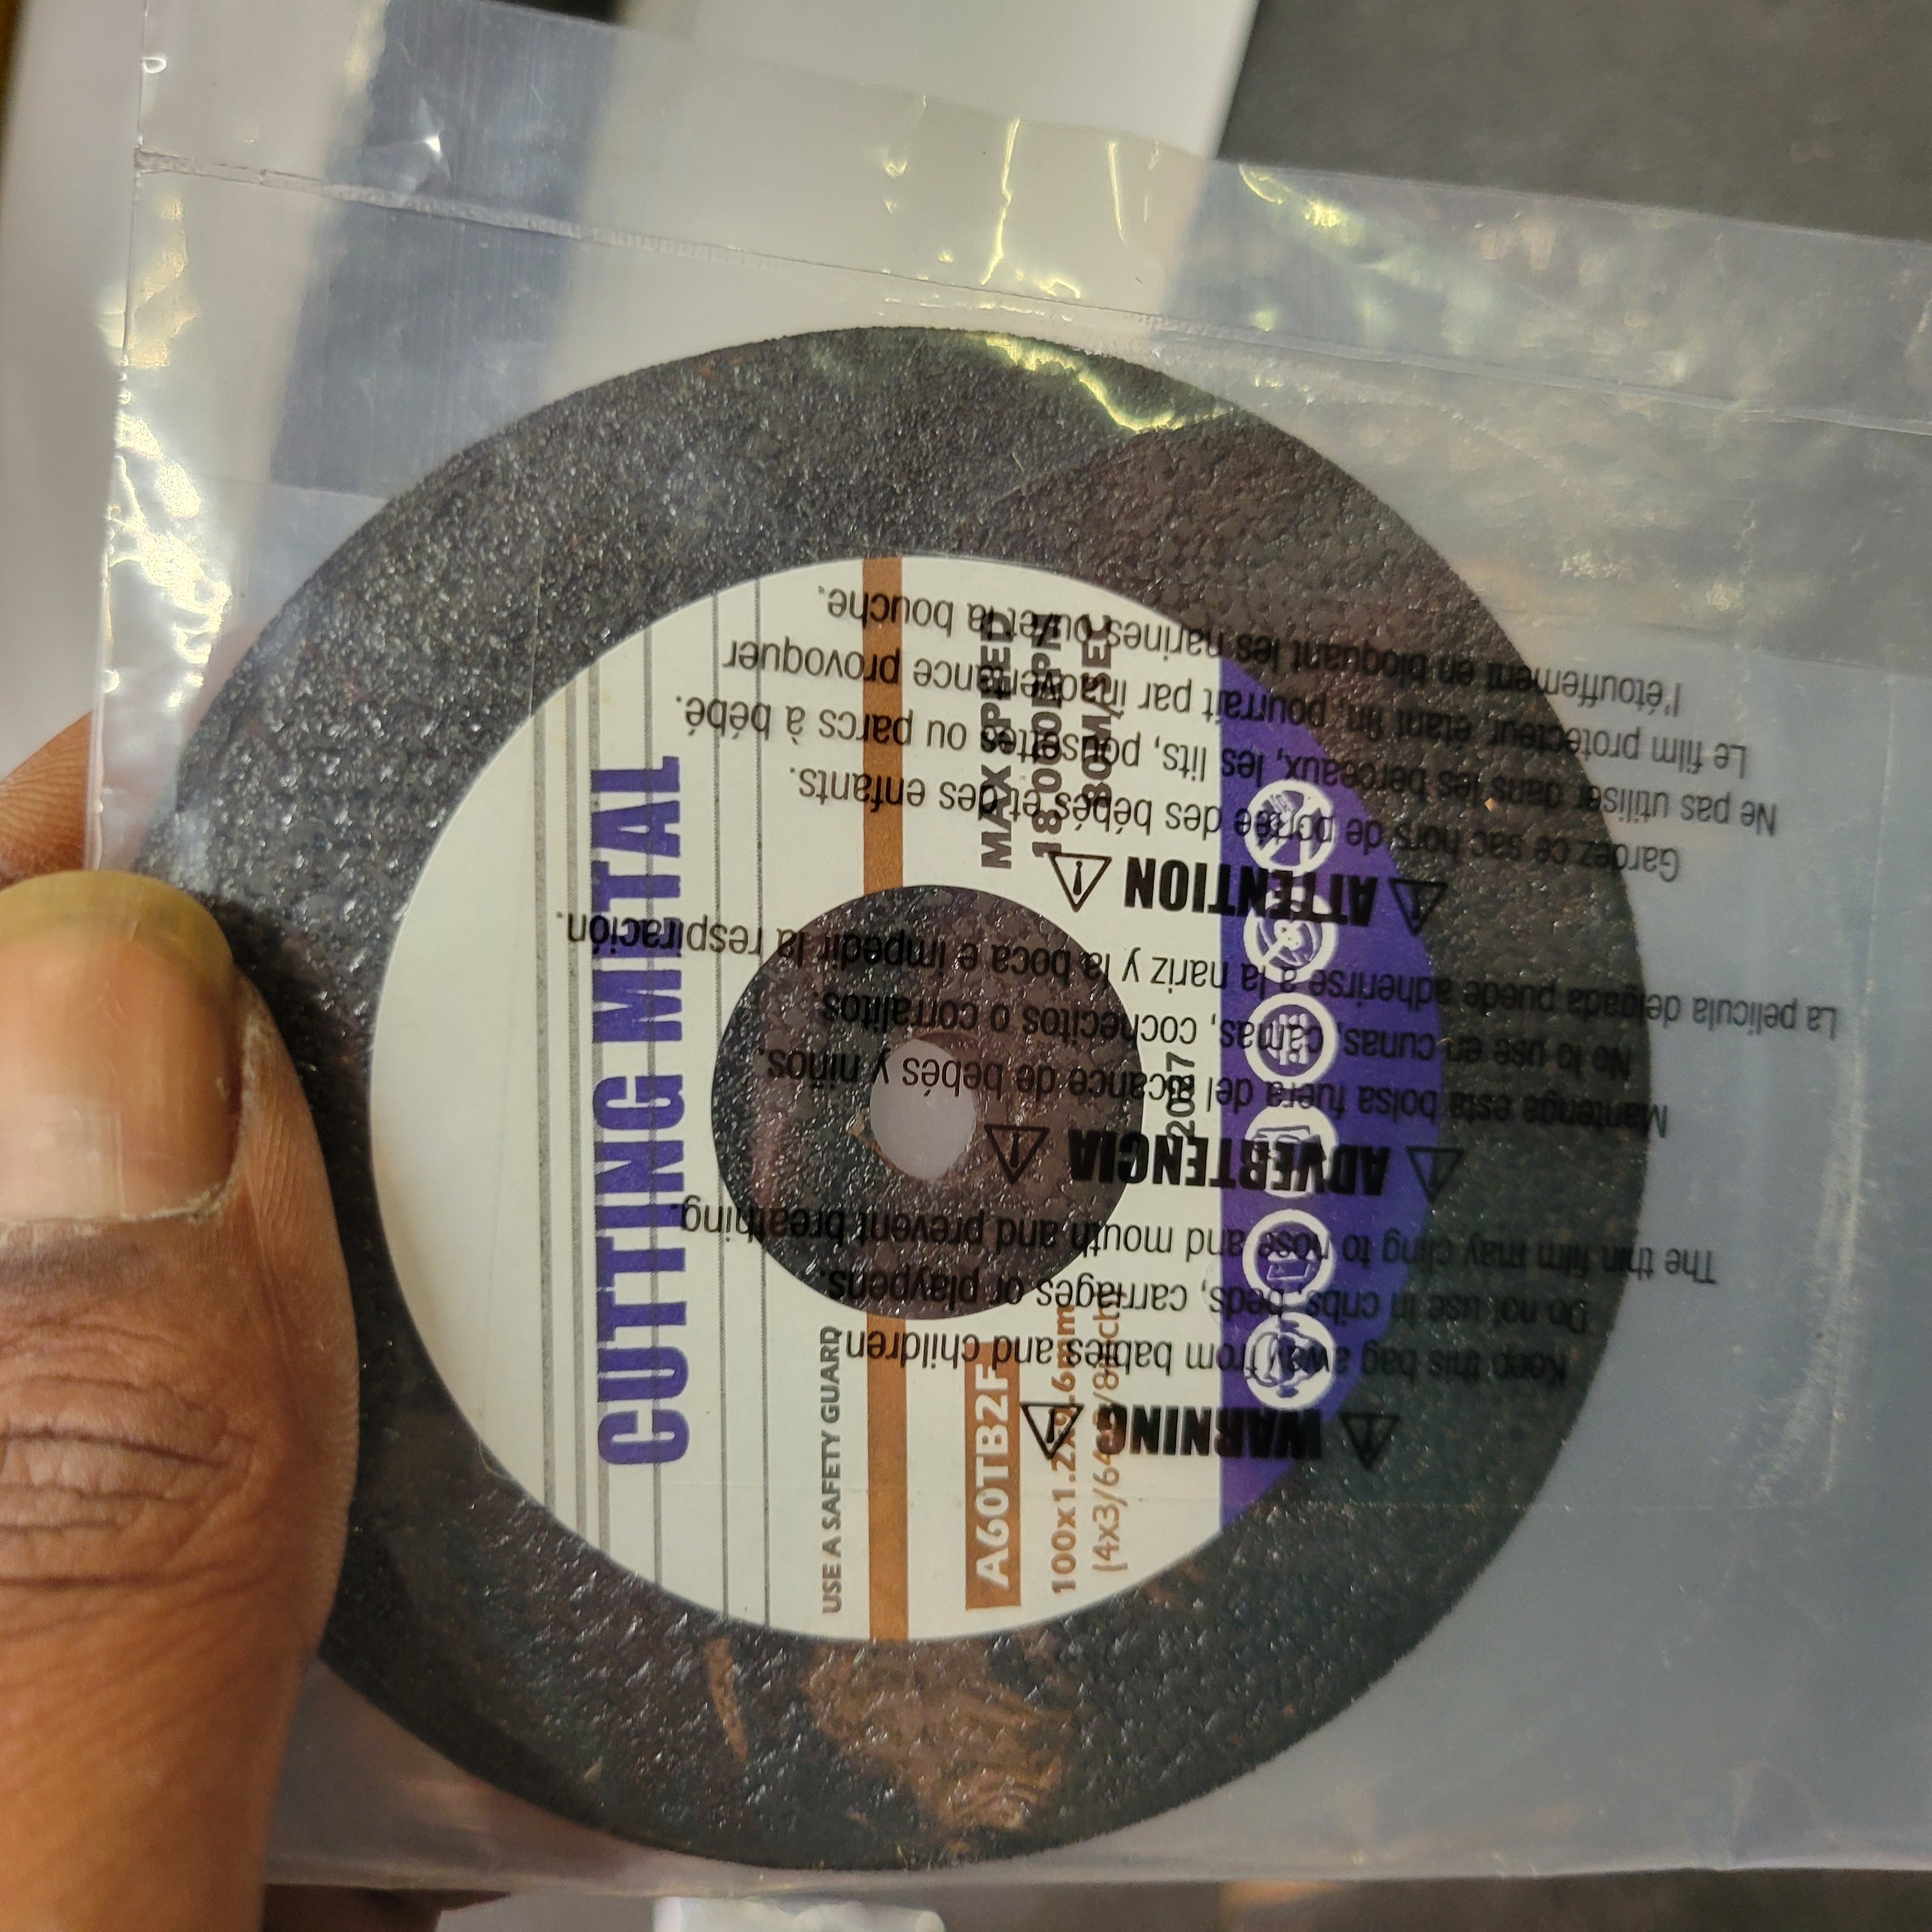 CUTTING METAL
USE A SAFETY GUARD
A60TB2F
MAX SPEED
80M/SEC
⚠ WARNING ⚠
Keep this bag away from babies and children
Do not use in cribs, beds, carriages or playpens.
The thin film may cling to nose and mouth and prevent breathing.
⚠ ADVERTENCIA ⚠
Mantenga esta bolsa fuera del alcance de bebés y niños.
No lo use en cunas, camas, cochecitos o corralitos.
La película delgada puede adherirse a la nariz y la boca e impedir la respiración.
⚠ ATTENTION ⚠
Gardez ce sac hors de portée des bébés et des enfants.
Ne pas utiliser dans les berceaux, les lits, pousettes ou parcs à bébé.
Le film protecteur, étant fin, pourrait par inadvertance provoquer
l'étouffement en bloquant les narines ou/et la bouche.